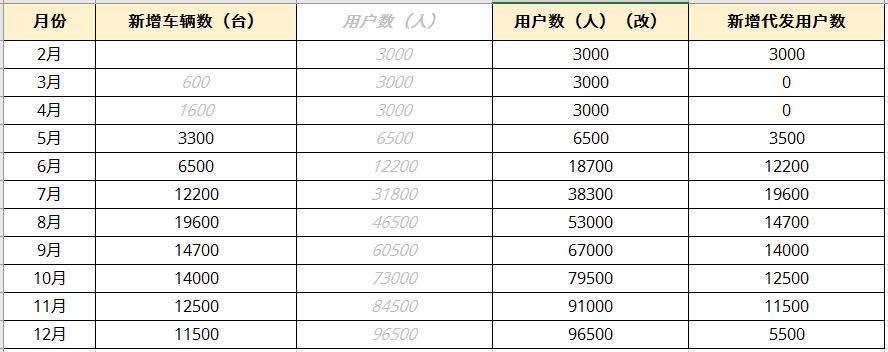 月份 新增车辆数（台） 用户数（人） 用户数（人）（改） 新增代发用户数
2月 3000 3000 3000
3月 600 3000 3000 0
4月 1600 3000 3000 0
5月 3300 6500 6500 3500
6月 6500 12200 18700 12200
7月 12200 31800 38300 19600
8月 19600 46500 53000 14700
9月 14700 60500 67000 14000
10月 14000 73000 79500 12500
11月 12500 84500 91000 11500
12月 11500 96500 96500 5500